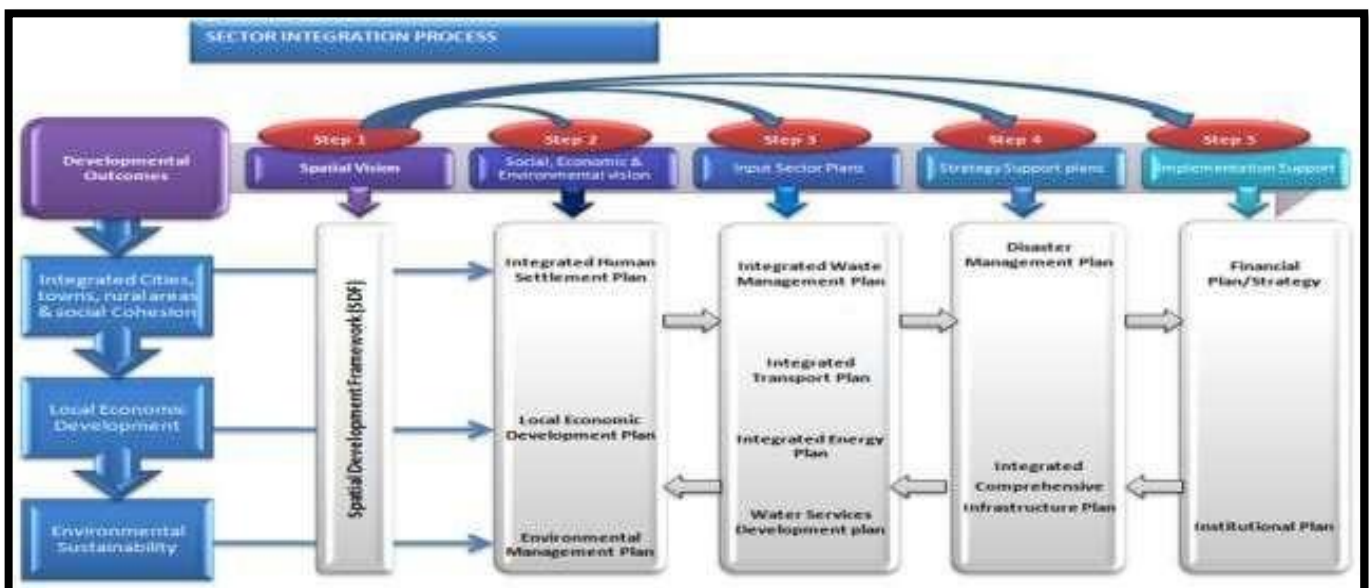 SECTOR INTEGRATION PROCESS
Developmental
Outcomes
Step 1
Spatial Vision
Step 2
Social, Economic &
Environmental vision
Step 3
Input Sector Plans
Step 4
Strategy Support plans
Step 5
Implementation Support
Integrated Cities,
towns, rural areas
& social Cohesion
Local Economic
Development
Environmental
Sustainability
Spatial Development Framework (SDF)
Integrated Human
Settlement Plan
Local Economic
Development Plan
Environmental
Management Plan
Integrated Waste
Management Plan
Integrated
Transport Plan
Integrated Energy
Plan
Water Services
Development plan
Disaster
Management Plan
Integrated
Comprehensive
Infrastructure Plan
Financial
Plan/Strategy
Institutional Plan